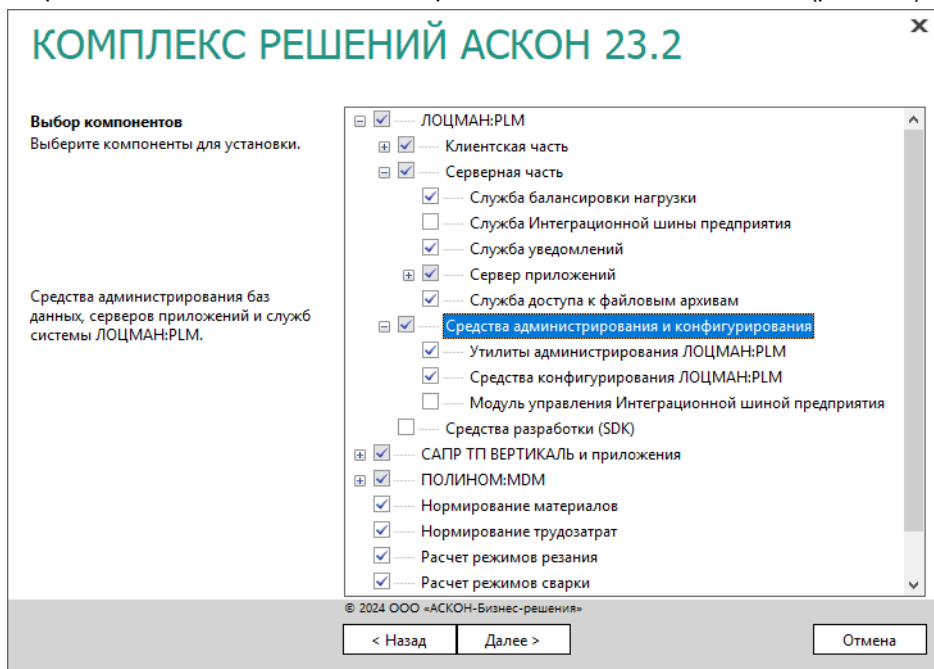 КОМПЛЕКС РЕШЕНИЙ АСКОН 23.2
Выбор компонентов
Выберите компоненты для установки.
Средства администрирования баз
данных, серверов приложений и служб
системы ЛОЦМАН:PLM.
ЛОЦМАН:PLM
Клиентская часть
Серверная часть
Служба балансировки нагрузки
Служба Интеграционной шины предприятия
Служба уведомлений
Сервер приложений
Служба доступа к файловым архивам
Средства администрирования и конфигурирования
Утилиты администрирования ЛОЦМАН:PLM
Средства конфигурирования ЛОЦМАН:PLM
Модуль управления Интеграционной шиной предприятия
Средства разработки (SDK)
САПР ТП ВЕРТИКАЛЬ и приложения
ПОЛИНОМ:MDM
Нормирование материалов
Нормирование трудозатрат
Расчет режимов резания
Расчет режимов сварки
© 2024 ООО «АСКОН-Бизнес-решения»
< Назад
Далее >
Отмена